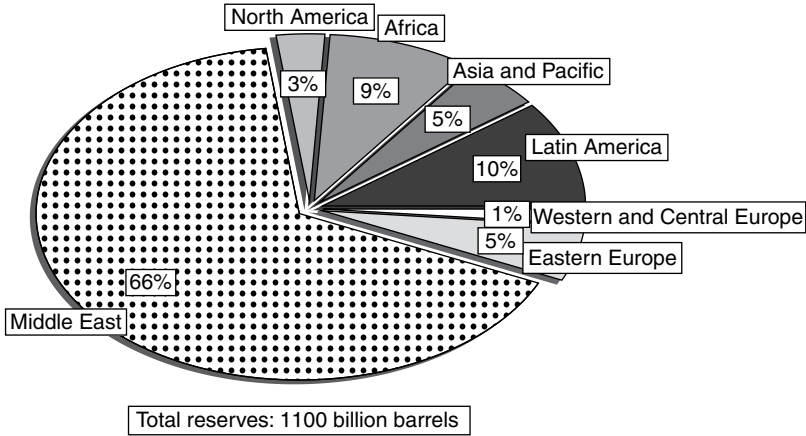 North America
Africa
3%
9%
Asia and Pacific
5%
Latin America
10%
1%
Western and Central Europe
5%
Eastern Europe
66%
Middle East
Total reserves: 1100 billion barrels